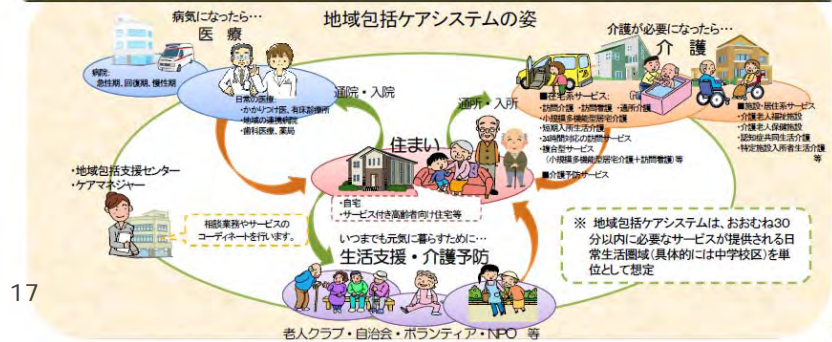 地域包括ケアシステムの姿
病気になったら…
医 療
病院:
急性期、回復期、慢性期
日常の医療:
・かかりつけ医、有床診療所
・地域の連携病院
・歯科医療、薬局
通院・入院
通所・入所
介護が必要になったら…
介 護
■在宅系サービス:
・訪問介護 ・訪問看護 ・通所介護
・小規模多機能型居宅介護
・短期入所生活介護
・24時間対応の訪問サービス
・複合型サービス
(小規模多機能型居宅介護+訪問看護)等
■介護予防サービス
■施設・居住系サービス
・介護老人福祉施設
・介護老人保健施設
・認知症共同生活介護
・特定施設入所者生活介護
等
住まい
・自宅
・サービス付き高齢者向け住宅等
・地域包括支援センター
・ケアマネジャー
相談業務やサービスの
コーディネートを行います。
いつまでも元気に暮らすために…
生活支援・介護予防
老人クラブ・自治会・ボランティア・NPO 等
※ 地域包括ケアシステムは、おおむね30
分以内に必要なサービスが提供される日
常生活圏域(具体的には中学校区)を単
位として想定
17